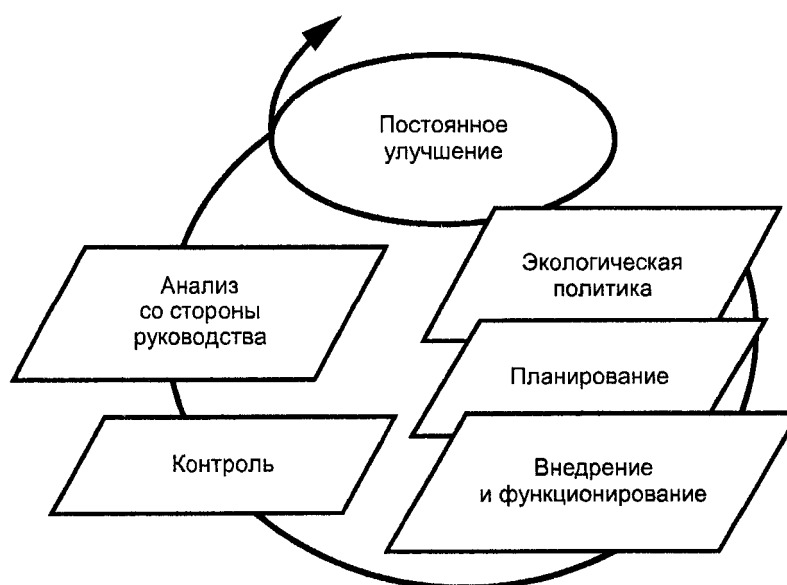 Постоянное
улучшение
Экологическая
политика
Планирование
Внедрение
и функционирование
Контроль
Анализ
со стороны
руководства